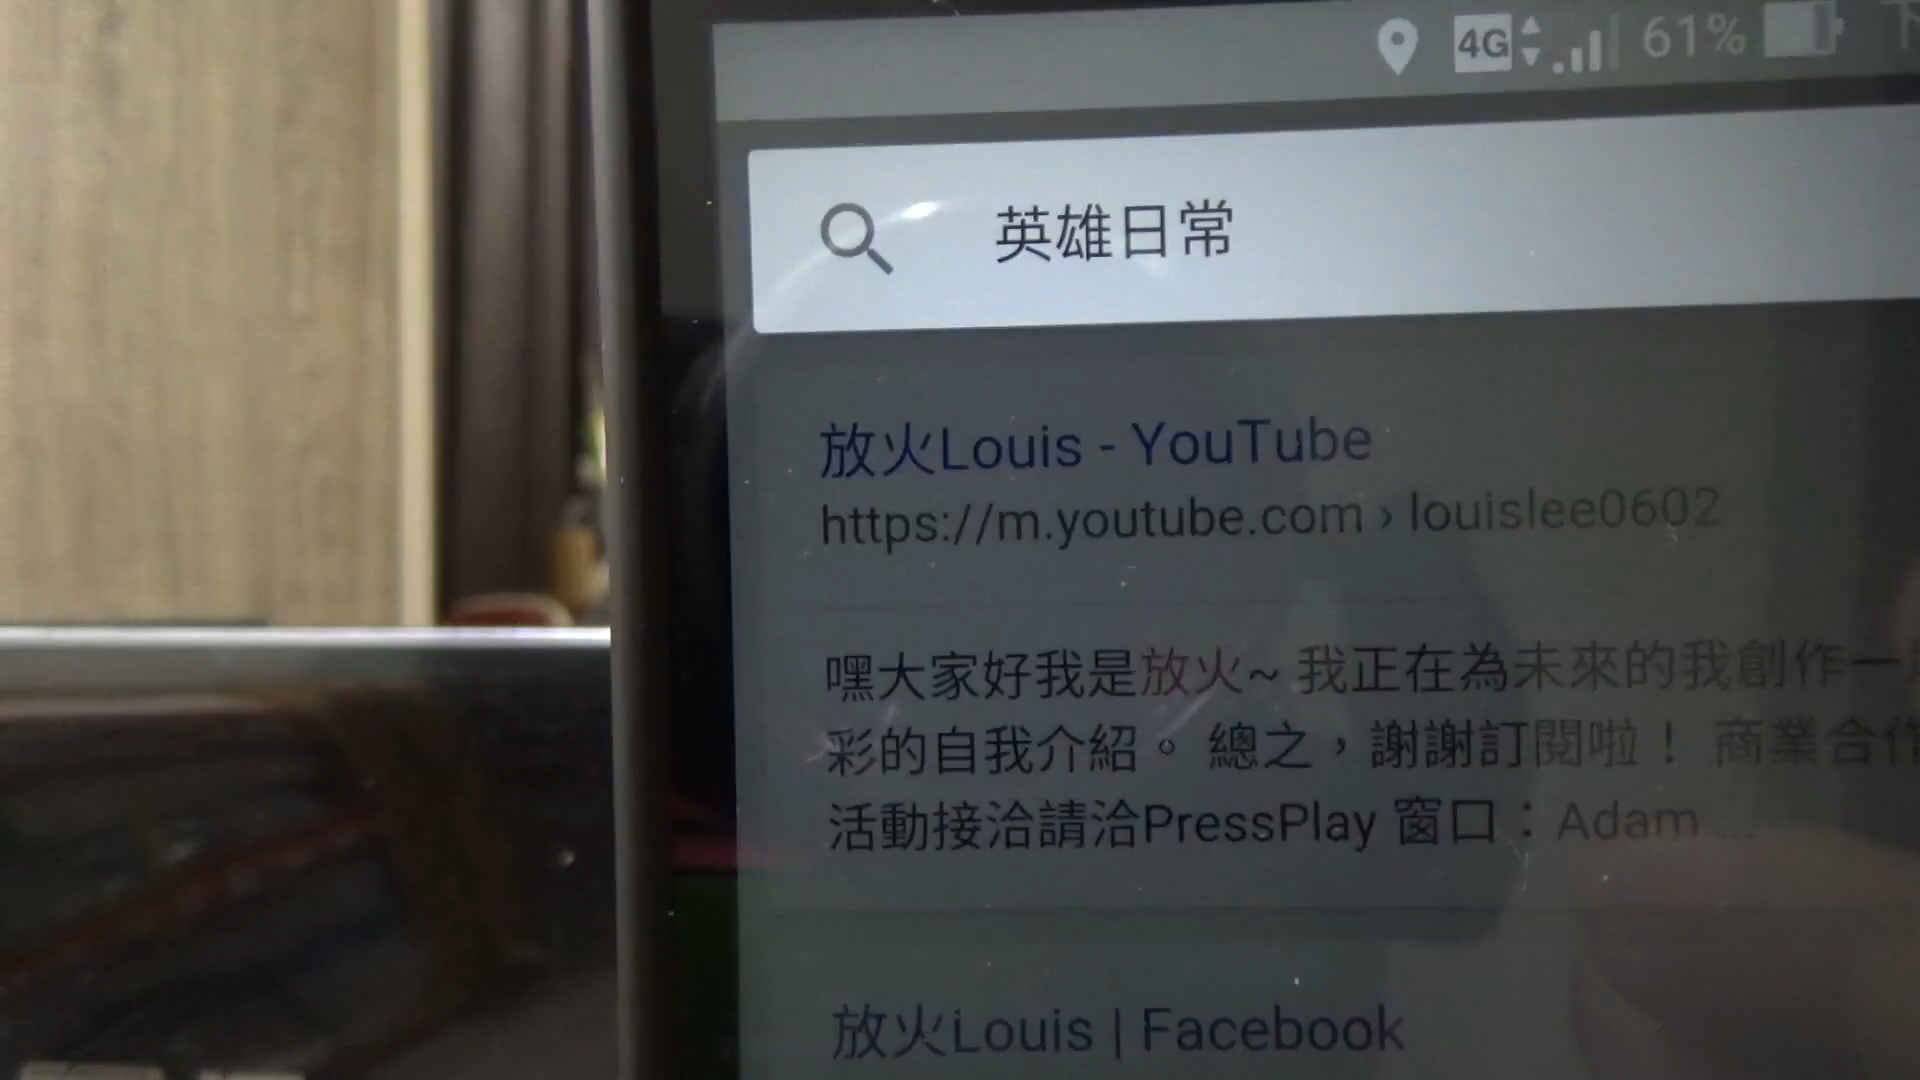 4G 61% 下
英雄日常
放火Louis - YouTube
https://m.youtube.com › louislee0602
嘿大家好我是放火~ 我正在為未來的我創作一
彩的自我介紹。 總之，謝謝訂閱啦！ 商業合作
活動接洽請洽PressPlay 窗口：Adam ...
放火Louis | Facebook